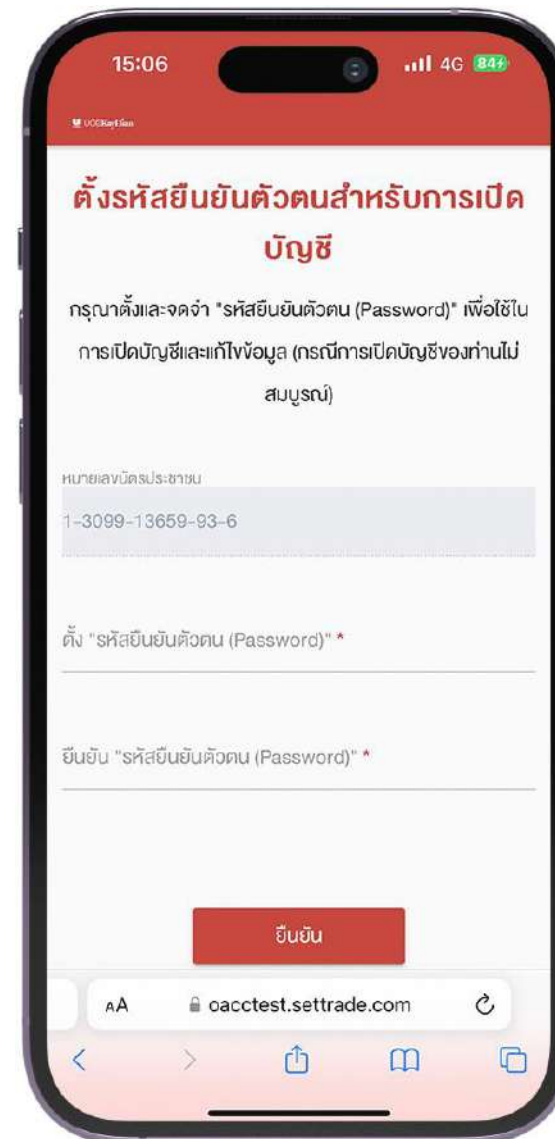 15:06
4G 84
ตั้งรหัสยืนยันตัวตนสำหรับการเปิด
บัญชี
กรุณาตั้งและจดจำ "รหัสยืนยันตัวตน (Password)" เพื่อใช้ใน
การเปิดบัญชีและแก้ไขข้อมูล (กรณีการเปิดบัญชีของท่านไม่
สมบูรณ์)
หมายเลขบัตรประชาชน
1-3099-13659-93-6
ตั้ง "รหัสยืนยันตัวตน (Password)" *
ยืนยัน "รหัสยืนยันตัวตน (Password)" *
ยืนยัน
AA oacctest.settrade.com